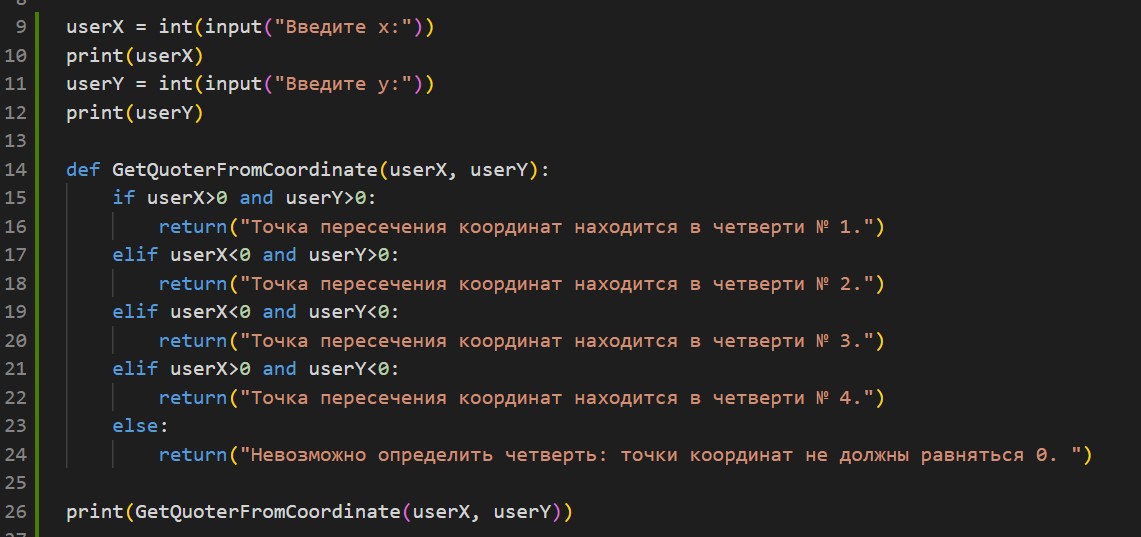 9 userX = int(input("Введите x:"))
10 print(userX)
11 userY = int(input("Введите y:"))
12 print(userY)
13
14 def GetQuoterFromCoordinate(userX, userY):
15 if userX>0 and userY>0:
16 return("Точка пересечения координат находится в четверти № 1.")
17 elif userX<0 and userY>0:
18 return("Точка пересечения координат находится в четверти № 2.")
19 elif userX<0 and userY<0:
20 return("Точка пересечения координат находится в четверти № 3.")
21 elif userX>0 and userY<0:
22 return("Точка пересечения координат находится в четверти № 4.")
23 else:
24 return("Невозможно определить четверть: точки координат не должны равняться 0. ")
25
26 print(GetQuoterFromCoordinate(userX, userY))